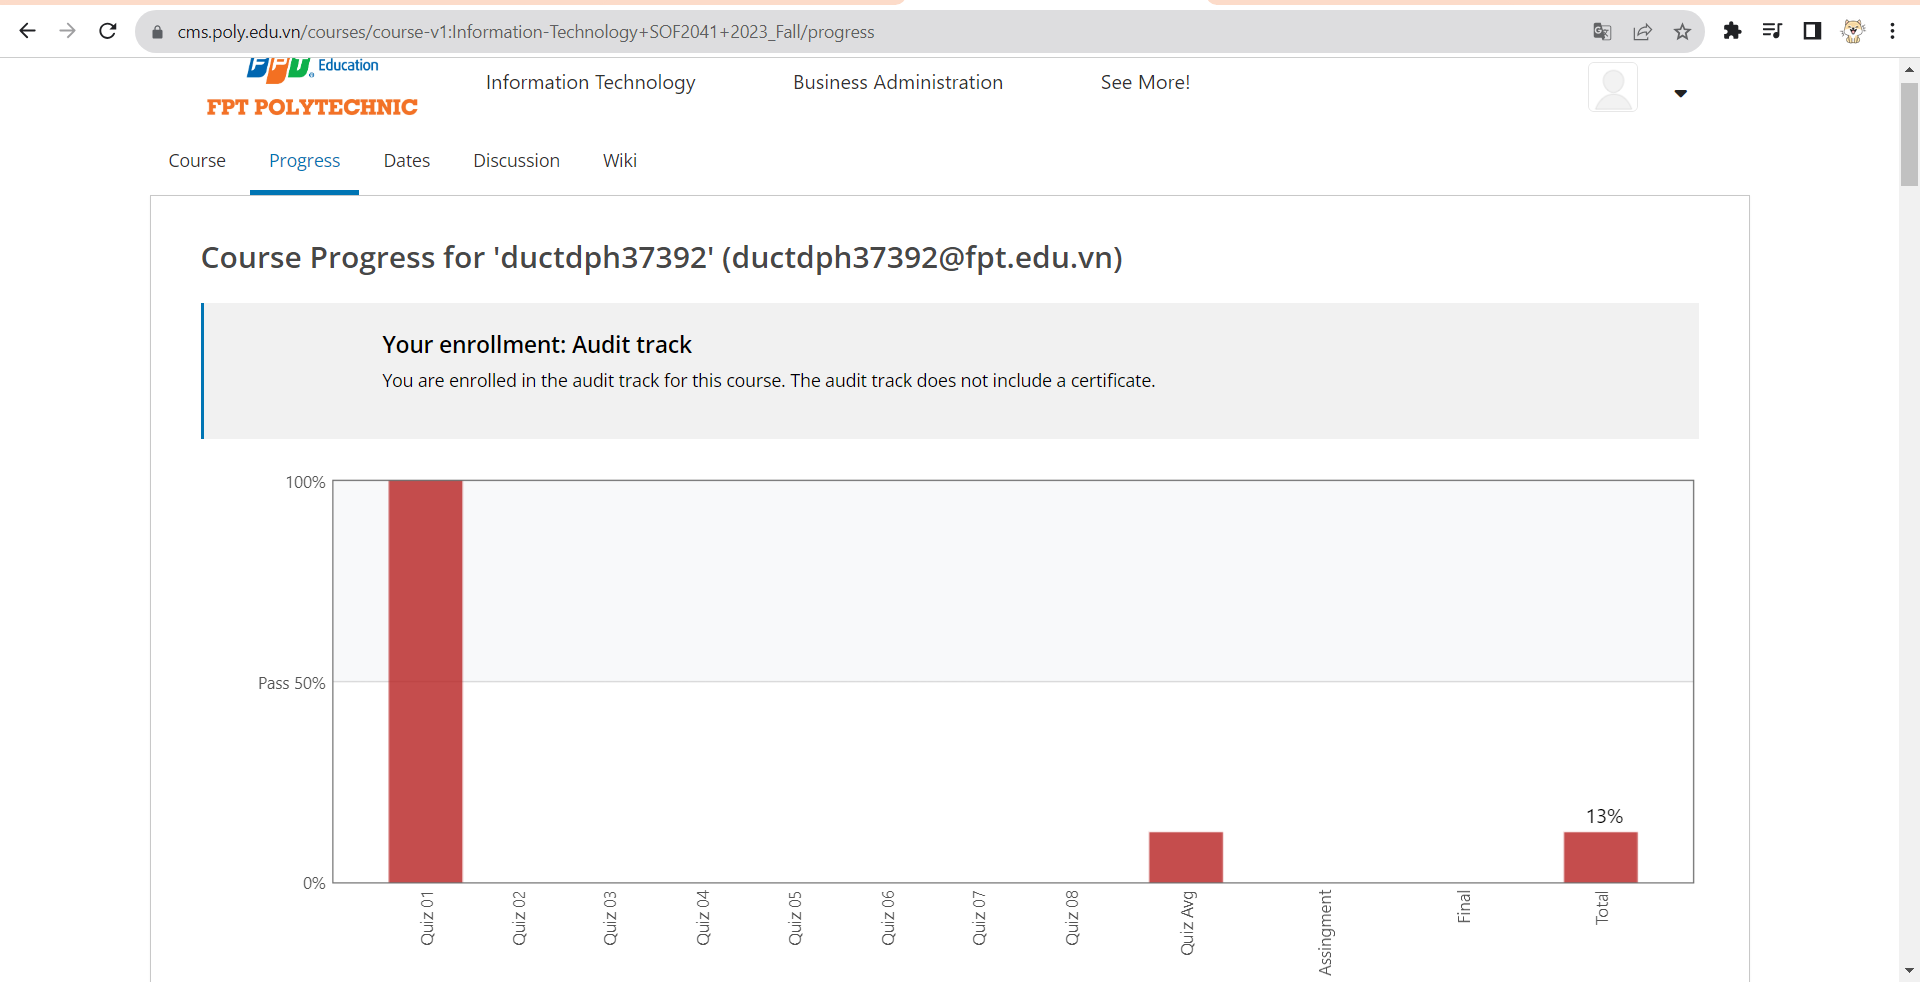 cms.poly.edu.vn/courses/course-v1:Information-Technology+SOF2041+2023_Fall/progress
FPT Education
FPT POLYTECHNIC
Information Technology
Business Administration
See More!
Course
Progress
Dates
Discussion
Wiki
Course Progress for 'ductdph37392' (ductdph37392@fpt.edu.vn)
Your enrollment: Audit track
You are enrolled in the audit track for this course. The audit track does not include a certificate.
100%
Pass 50%
13%
0%
Quiz 01
Quiz 02
Quiz 03
Quiz 04
Quiz 05
Quiz 06
Quiz 07
Quiz 08
Quiz Avg
Assingment
Final
Total